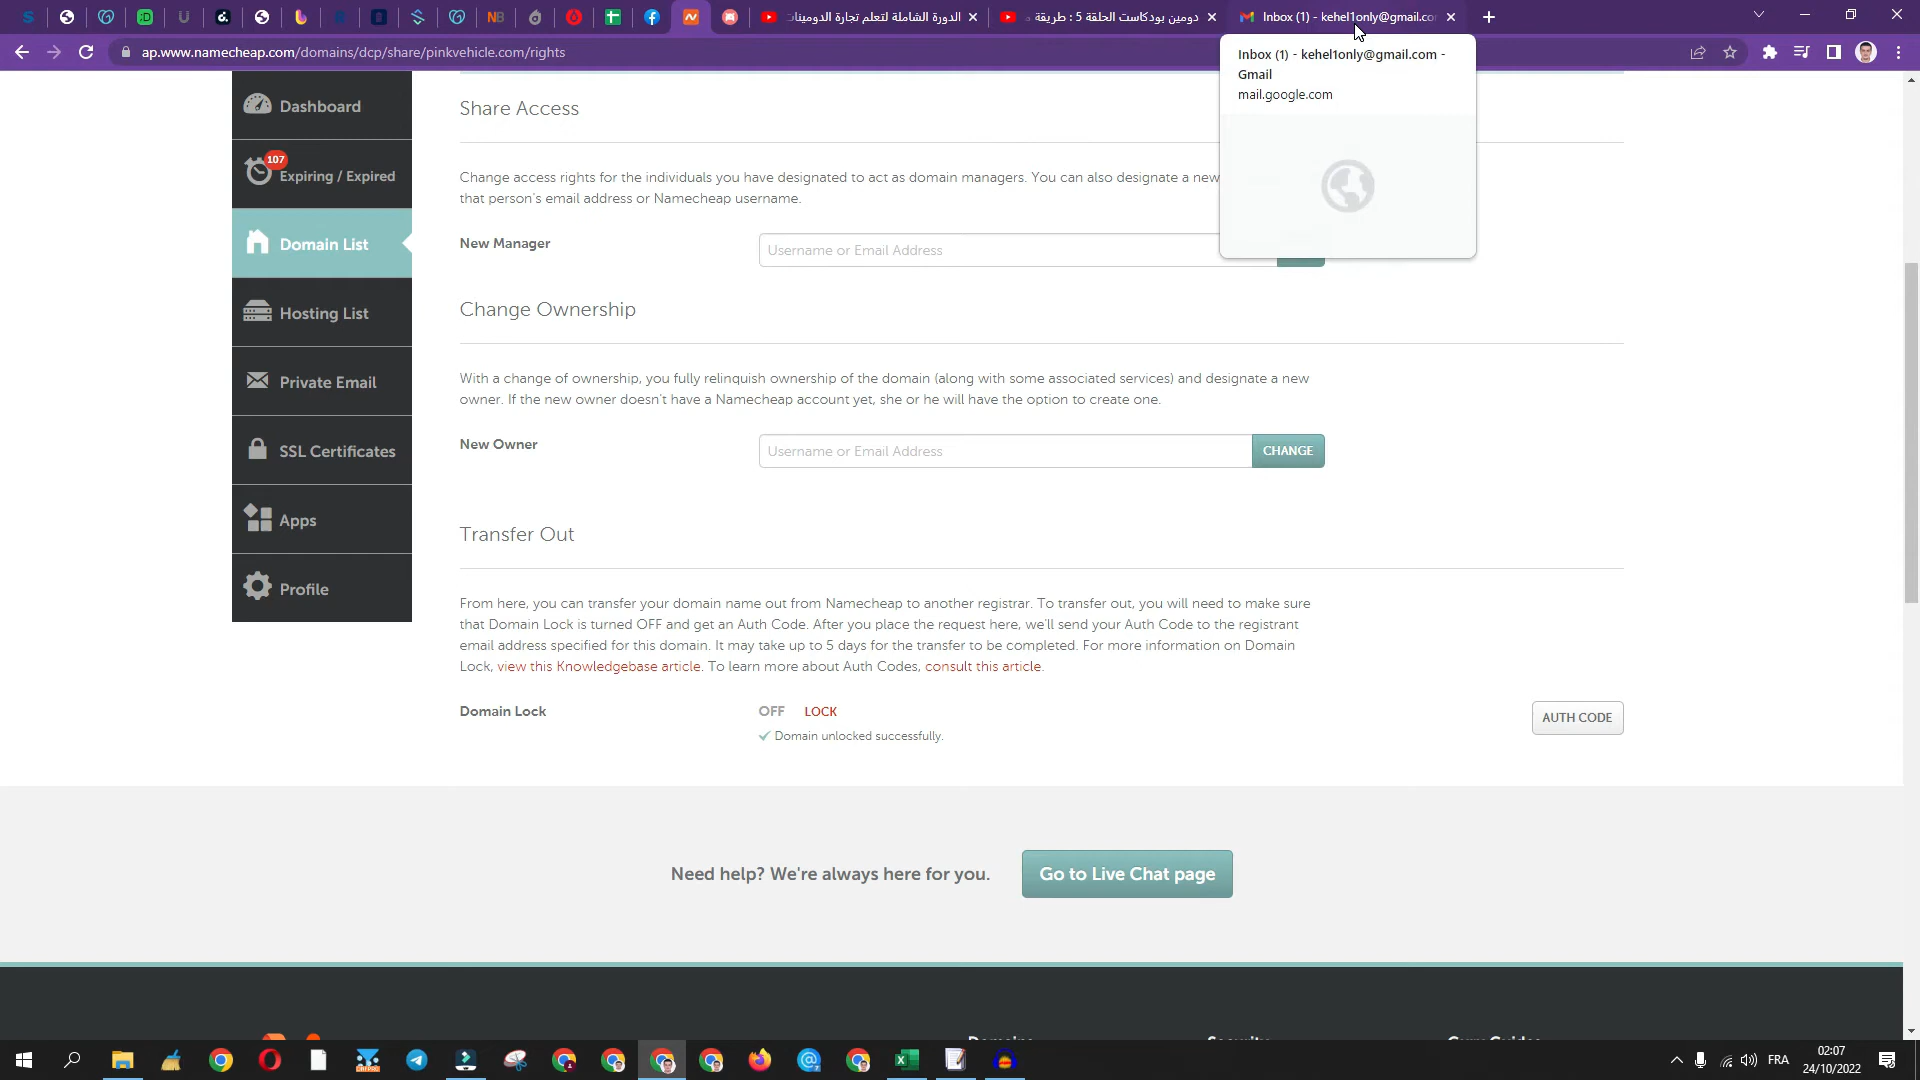 الدورة الشاملة لتعلم تجارة الدومينات
دومين بودكاست الحلقة 5 : طريقة
Inbox (1) - kehel1only@gmail.co
ap.www.namecheap.com/domains/dcp/share/pinkvehicle.com/rights
Inbox (1) - kehel1only@gmail.com -
Gmail
mail.google.com
Dashboard
107
Expiring / Expired
Domain List
Hosting List
Private Email
SSL Certificates
Apps
Profile
Share Access
Change access rights for the individuals you have designated to act as domain managers. You can also designate a new
that person's email address or Namecheap username.
New Manager
Username or Email Address
Change Ownership
With a change of ownership, you fully relinquish ownership of the domain (along with some associated services) and designate a new
owner. If the new owner doesn't have a Namecheap account yet, she or he will have the option to create one.
New Owner
Username or Email Address
CHANGE
Transfer Out
From here, you can transfer your domain name out from Namecheap to another registrar. To transfer out, you will need to make sure
that Domain Lock is turned OFF and get an Auth Code. After you place the request here, we'll send your Auth Code to the registrant
email address specified for this domain. It may take up to 5 days for the transfer to be completed. For more information on Domain
Lock, view this Knowledgebase article. To learn more about Auth Codes, consult this article.
Domain Lock
OFF LOCK
Domain unlocked successfully.
AUTH CODE
Need help? We're always here for you.
Go to Live Chat page
FRA
02:07
24/10/2022